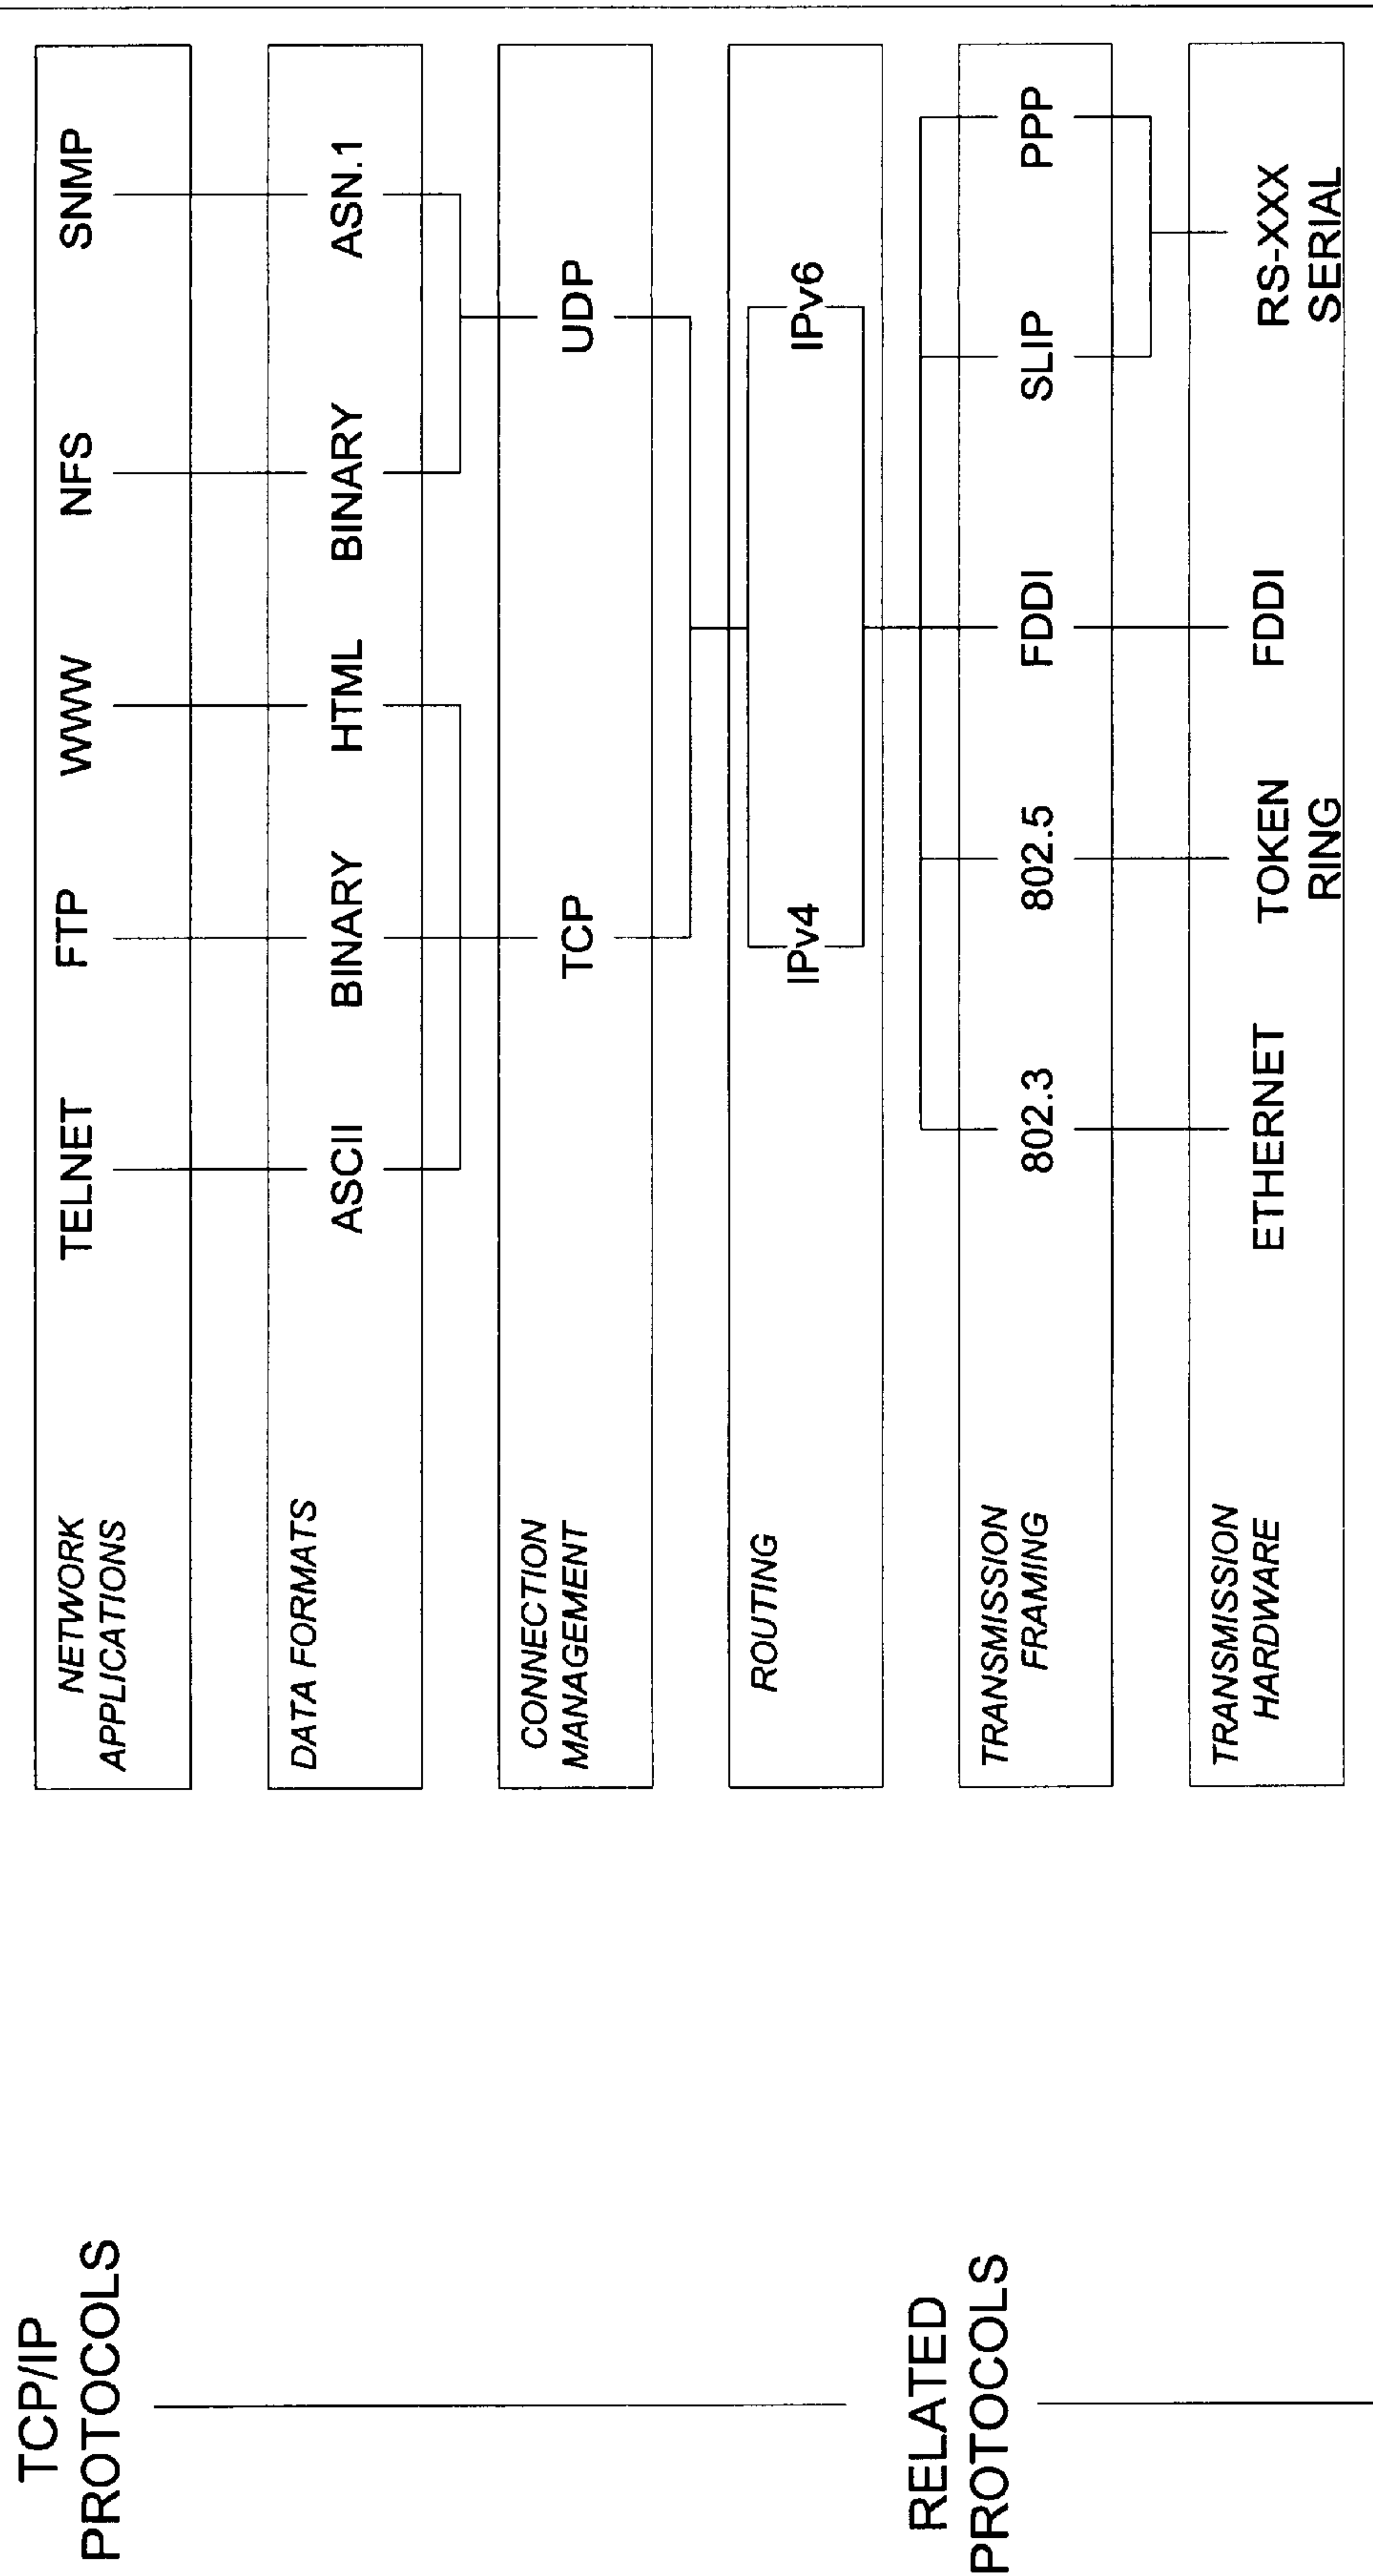 TCP/IP
PROTOCOLS
NETWORK
APPLICATIONS
TELNET
FTP
WWW
NFS
SNMP
DATA FORMATS
ASCII
BINARY
HTML
BINARY
ASN.1
CONNECTION
MANAGEMENT
TCP
UDP
ROUTING
IPv4
IPv6
RELATED
PROTOCOLS
TRANSMISSION
FRAMING
802.3
802.5
FDDI
SLIP
PPP
TRANSMISSION
HARDWARE
ETHERNET
TOKEN
RING
FDDI
RS-XXX
SERIAL